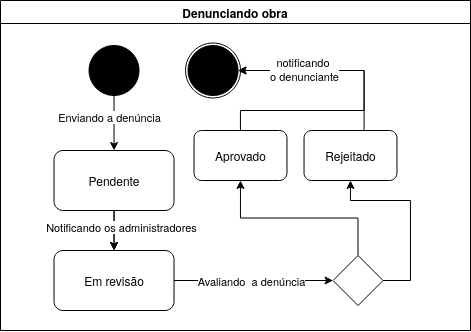 Denunciando obra
notificando
o denunciante
Enviando a denúncia
Aprovado
Rejeitado
Pendente
Notificando os administradores
Em revisão
Avaliando a denúncia